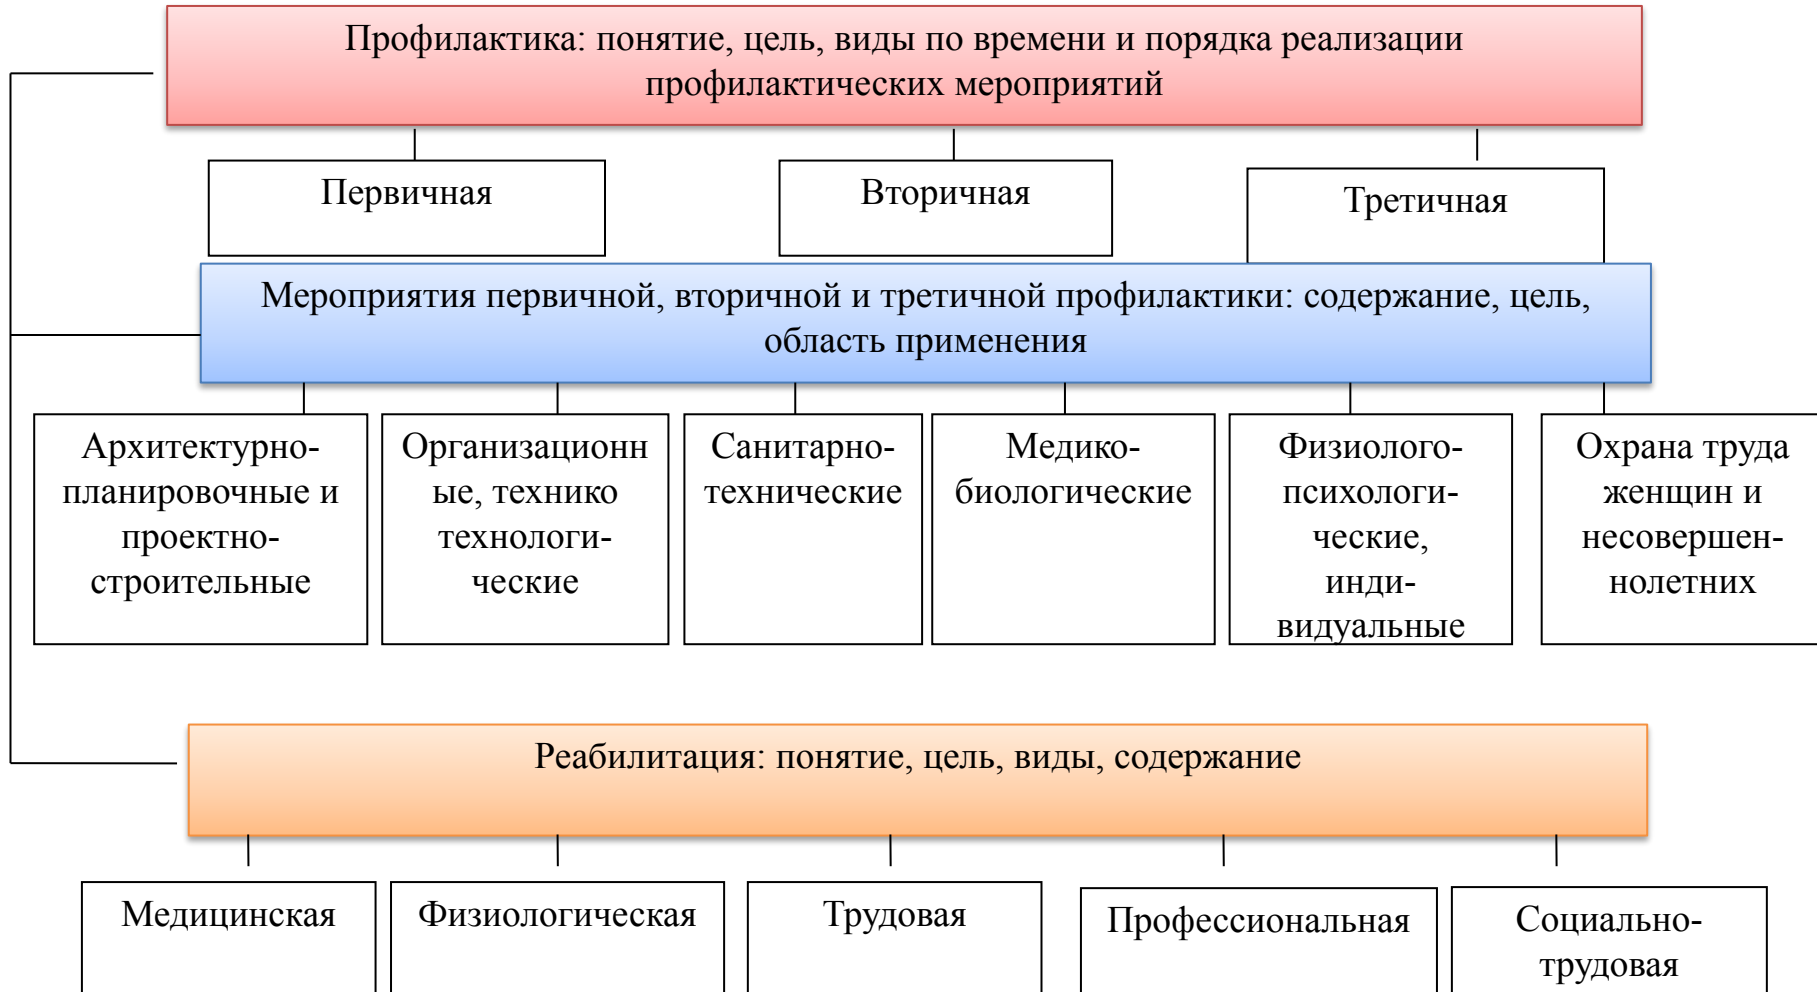 Профилактика: понятие, цель, виды по времени и порядка реализации
профилактических мероприятий
Первичная
Вторичная
Третичная
Мероприятия первичной, вторичной и третичной профилактики: содержание, цель,
область применения
Архитектурно-
планировочные и
проектно-
строительные
Организационн
ые, технико
технологи-
ческие
Санитарно-
технические
Медико-
биологические
Физиолого-
психологи-
ческие,
инди-
видуальные
Охрана труда
женщин и
несовершен-
нолетних
Реабилитация: понятие, цель, виды, содержание
Медицинская
Физиологическая
Трудовая
Профессиональная
Социально-
трудовая